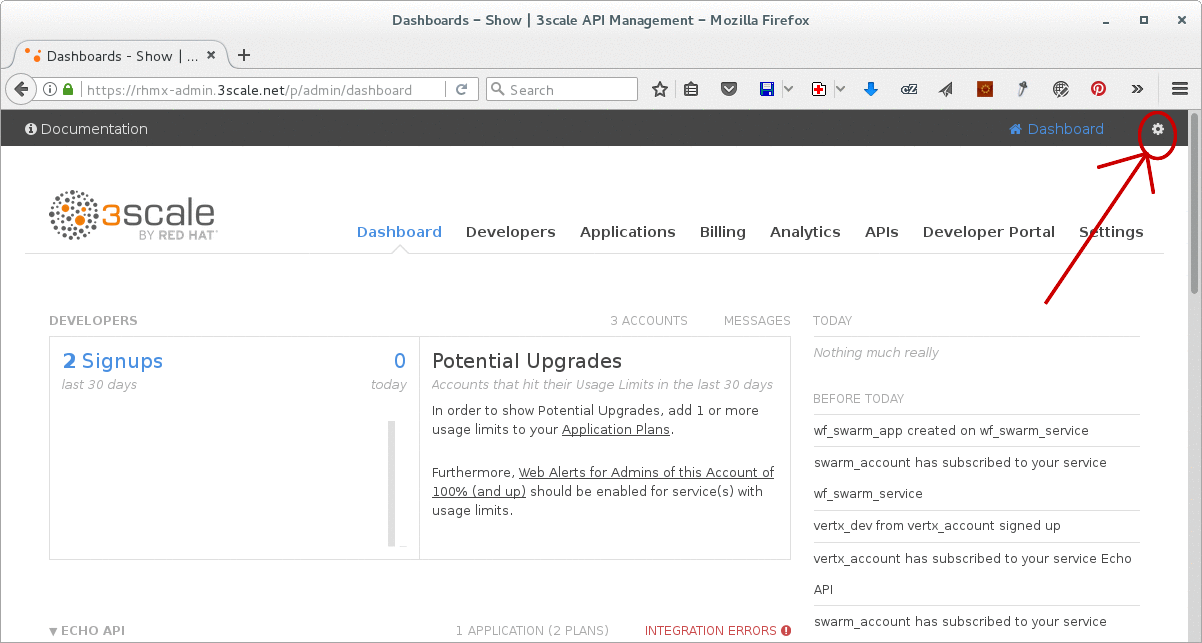 Dashboards – Show | 3scale API Management – Mozilla Firefox
Dashboards - Show | ...
https://rhmx-admin.3scale.net/p/admin/dashboard
Search
Documentation
Dashboard
3scale
BY RED HAT
Dashboard Developers Applications Billing Analytics APIs Developer Portal Settings
DEVELOPERS 3 ACCOUNTS MESSAGES
2 Signups 0
last 30 days today
Potential Upgrades
Accounts that hit their Usage Limits in the last 30 days
In order to show Potential Upgrades, add 1 or more
usage limits to your Application Plans.
Furthermore, Web Alerts for Admins of this Account of
100% (and up) should be enabled for service(s) with
usage limits.
TODAY
Nothing much really
BEFORE TODAY
wf_swarm_app created on wf_swarm_service
swarm_account has subscribed to your service
wf_swarm_service
vertx_dev from vertx_account signed up
vertx_account has subscribed to your service Echo
API
swarm_account has subscribed to your service
ECHO API 1 APPLICATION (2 PLANS) INTEGRATION ERRORS